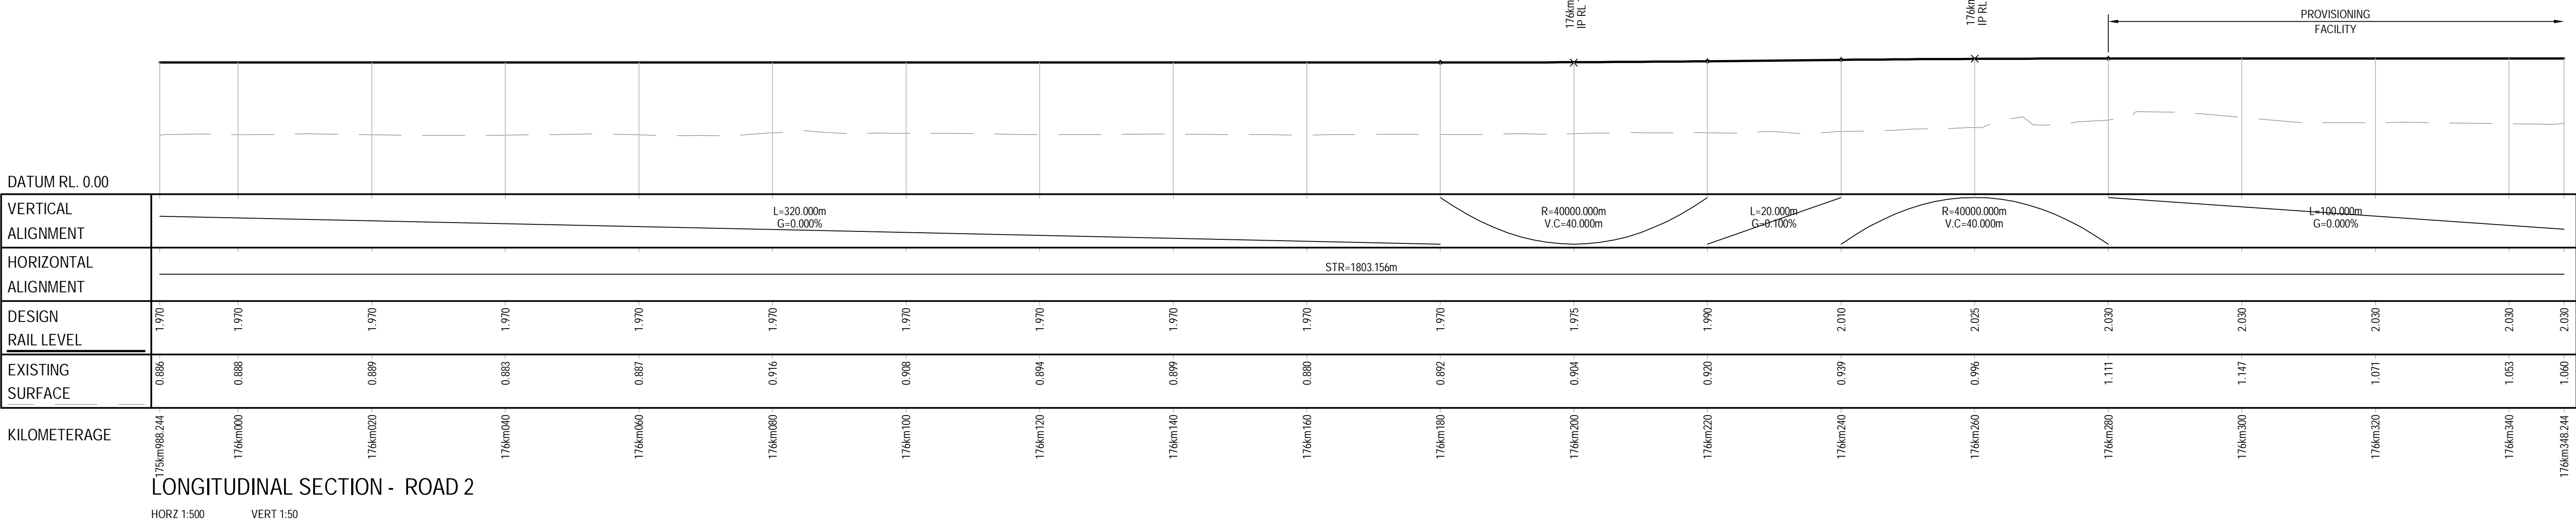 176km
IP RL
176km
IP RL
PROVISIONING
FACILITY
DATUM RL. 0.00
VERTICAL
ALIGNMENT
L=320.000m
G=0.000%
R=40000.000m
V.C=40.000m
L=20.000m
G=0.100%
R=40000.000m
V.C=40.000m
L=100.000m
G=0.000%
HORIZONTAL
ALIGNMENT
STR=1803.156m
DESIGN
RAIL LEVEL
1.970 1.970 1.970 1.970 1.970 1.970 1.970 1.970 1.970 1.970 1.970 1.975 1.990 2.010 2.025 2.030 2.030 2.030 2.030 2.030
EXISTING
SURFACE
0.886 0.888 0.889 0.883 0.887 0.916 0.908 0.894 0.899 0.880 0.892 0.904 0.920 0.939 0.996 1.111 1.147 1.071 1.053 1.060
KILOMETERAGE
175km988.244 176km000 176km020 176km040 176km060 176km080 176km100 176km120 176km140 176km160 176km180 176km200 176km220 176km240 176km260 176km280 176km300 176km320 176km340 176km348.244
LONGITUDINAL SECTION - ROAD 2
HORZ 1:500 VERT 1:50